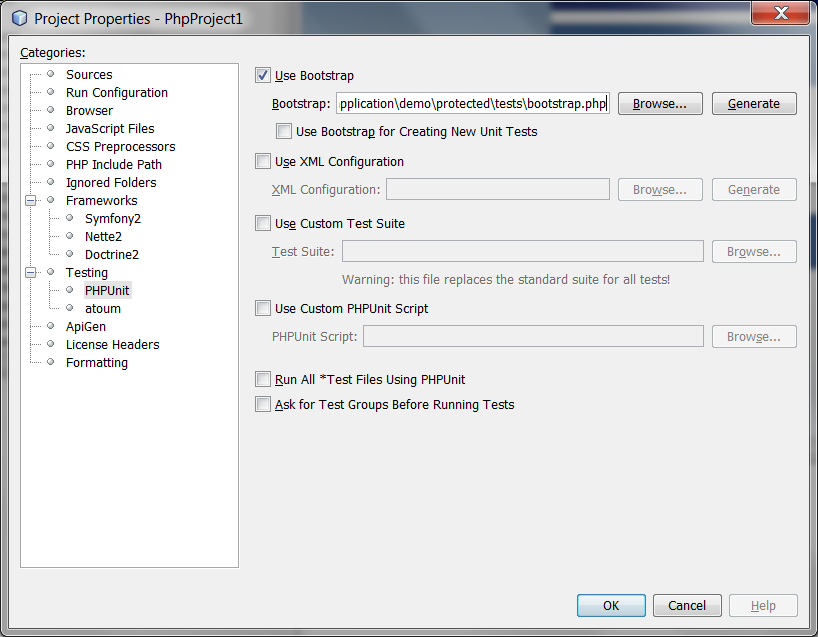 Project Properties - PhpProject1
Categories:
Sources
Run Configuration
Browser
JavaScript Files
CSS Preprocessors
PHP Include Path
Ignored Folders
Frameworks
Symfony2
Nette2
Doctrine2
Testing
PHPUnit
atoum
ApiGen
License Headers
Formatting
Use Bootstrap
Bootstrap: pplication\demo\protected\tests\bootstrap.php Browse... Generate
Use Bootstrap for Creating New Unit Tests
Use XML Configuration
XML Configuration: Browse... Generate
Use Custom Test Suite
Test Suite: Browse...
Warning: this file replaces the standard suite for all tests!
Use Custom PHPUnit Script
PHPUnit Script: Browse...
Run All *Test Files Using PHPUnit
Ask for Test Groups Before Running Tests
OK Cancel Help